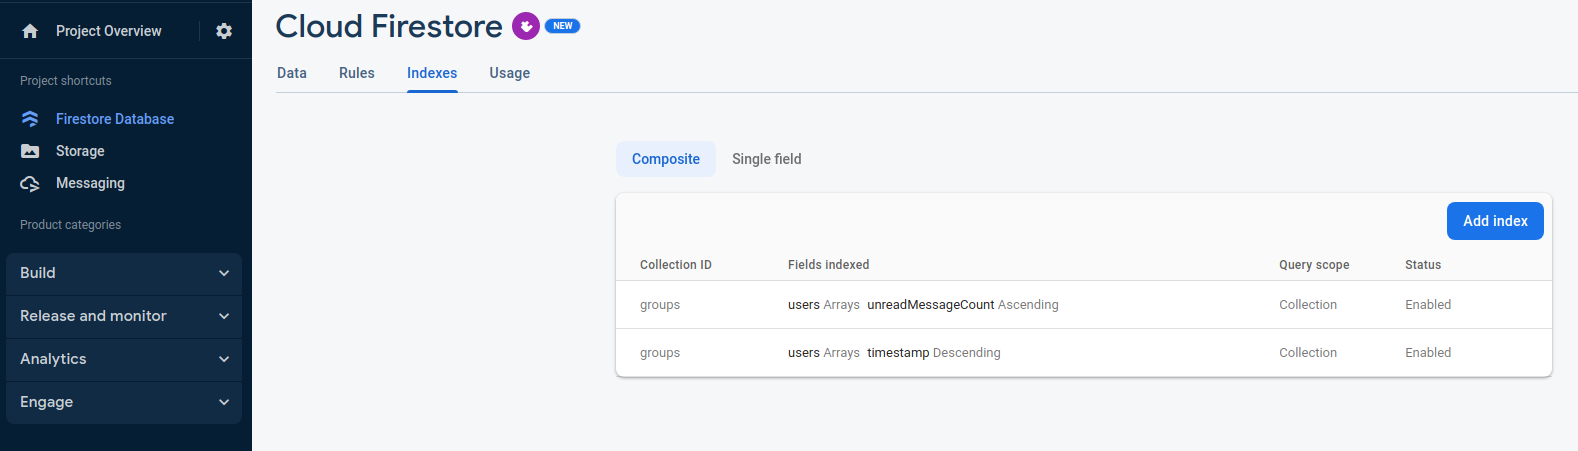 Project Overview
Project shortcuts
Firestore Database
Storage
Messaging
Product categories
Build
Release and monitor
Analytics
Engage
Cloud Firestore NEW
Data Rules Indexes Usage
Composite Single field
Add index
Collection ID Fields indexed Query scope Status
groups users Arrays unreadMessageCount Ascending Collection Enabled
groups users Arrays timestamp Descending Collection Enabled